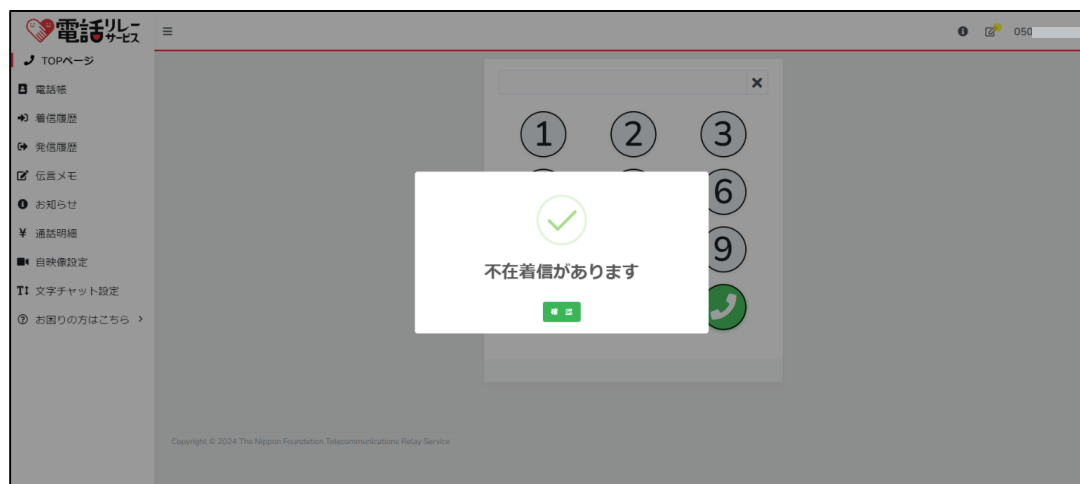 電話リレーサービス
050
TOPページ
電話帳
着信履歴
発信履歴
伝言メモ
お知らせ
通話明細
自映像設定
文字チャット設定
お困りの方はこちら
1 2 3
6
9
不在着信があります
確認
Copyright © 2024 The Nippon Foundation Telecommunications Relay Service